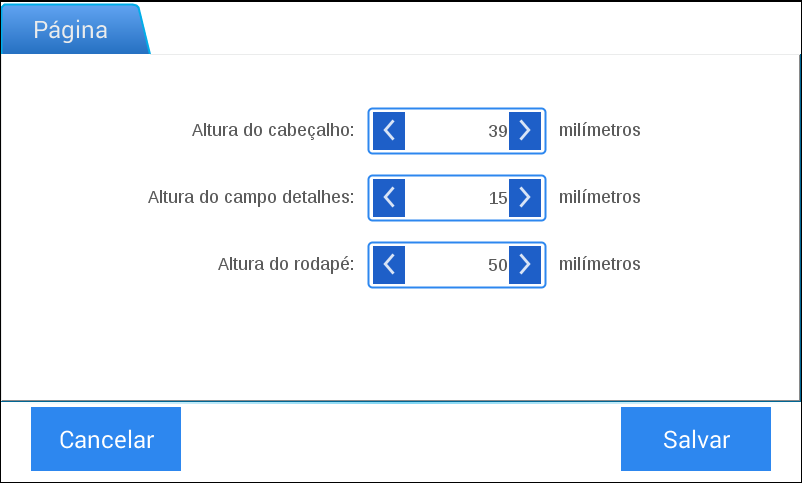 Página
Altura do cabeçalho: 39 milímetros
Altura do campo detalhes: 15 milímetros
Altura do rodapé: 50 milímetros
Cancelar Salvar